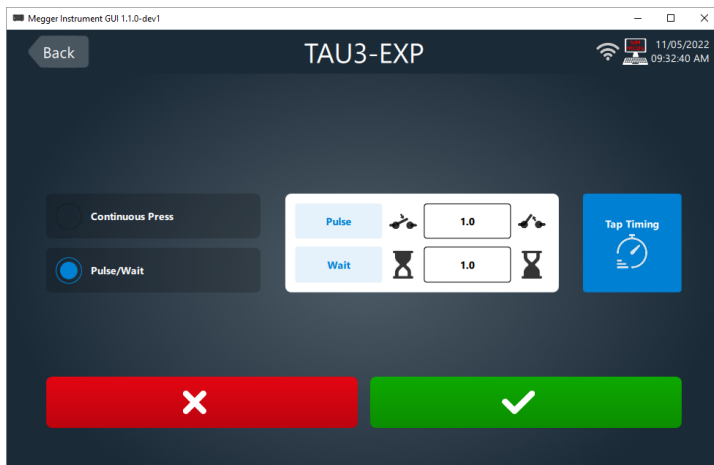 Megger Instrument GUI 1.1.0-dev1
Back
TAU3-EXP
11/05/2022
09:32:40 AM
Continuous Press
Pulse
1.0
Tap Timing
Pulse/Wait
Wait
1.0